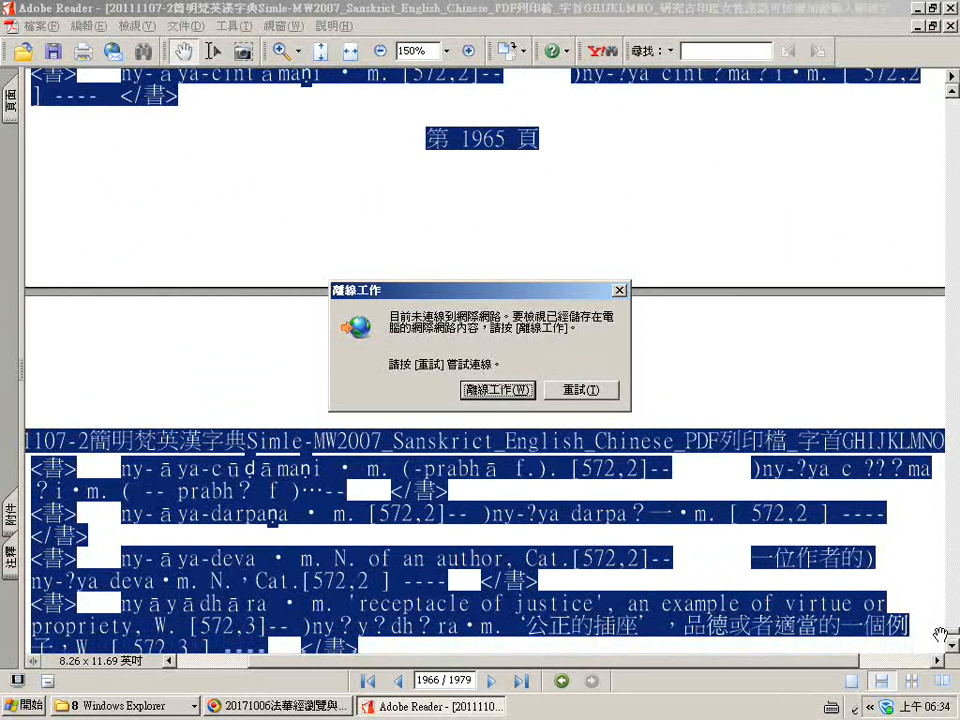 Adobe Reader - [20111107-2簡明梵英漢字典Simle-MW2007_Sanskrict_English_Chinese_PDF列印檔_字首GHIJKLMNO_研究古印度女性
檔案(F) 編輯(E) 檢視(V) 文件(D) 工具(T) 視窗(W) 說明(H)
150% 尋找：
頁面
<書> ny-āya-cintāmaṇi • m. [572,2]-- )ny-?ya cint？ma？i•m. [ 572,2
] ---- </書>
第 1965 頁
離線工作
目前未連線到網際網路。要檢視已經儲存在電
腦的網際網路內容，請按 [離線工作]。
請按 [重試] 嘗試連線。
離線工作(W) 重試(T)
1107-2簡明梵英漢字典Simle-MW2007_Sanskrict_English_Chinese_PDF列印檔_字首GHIJKLMNO
<書> ny-āya-cūḍāmaṇi • m. (-prabhā f.). [572,2]-- )ny-?ya c ??？ma
？i•m. ( -- prabh？ f )…-- </書>
<書> ny-āya-darpaṇa • m. [572,2]-- )ny-?ya darpa？一•m. [ 572,2 ] ----
</書>
<書> ny-āya-deva • m. N. of an author, Cat.[572,2]-- 一位作者的)
ny-?ya deva•m. N.，Cat.[572,2 ] ---- </書>
<書> nyāyādhāra • m. 'receptacle of justice', an example of virtue or
propriety, W. [572,3]-- )ny？y？dh？ra•m.‘公正的插座’，品德或者適當的一個例
子，W.[572,3 ] ---- </書>
附件
注釋
8.26 x 11.69 英吋
1966 / 1979
開始 8 Windows Explorer 20171006法華經瀏覽與... Adobe Reader - [2011110... 上午 06:34